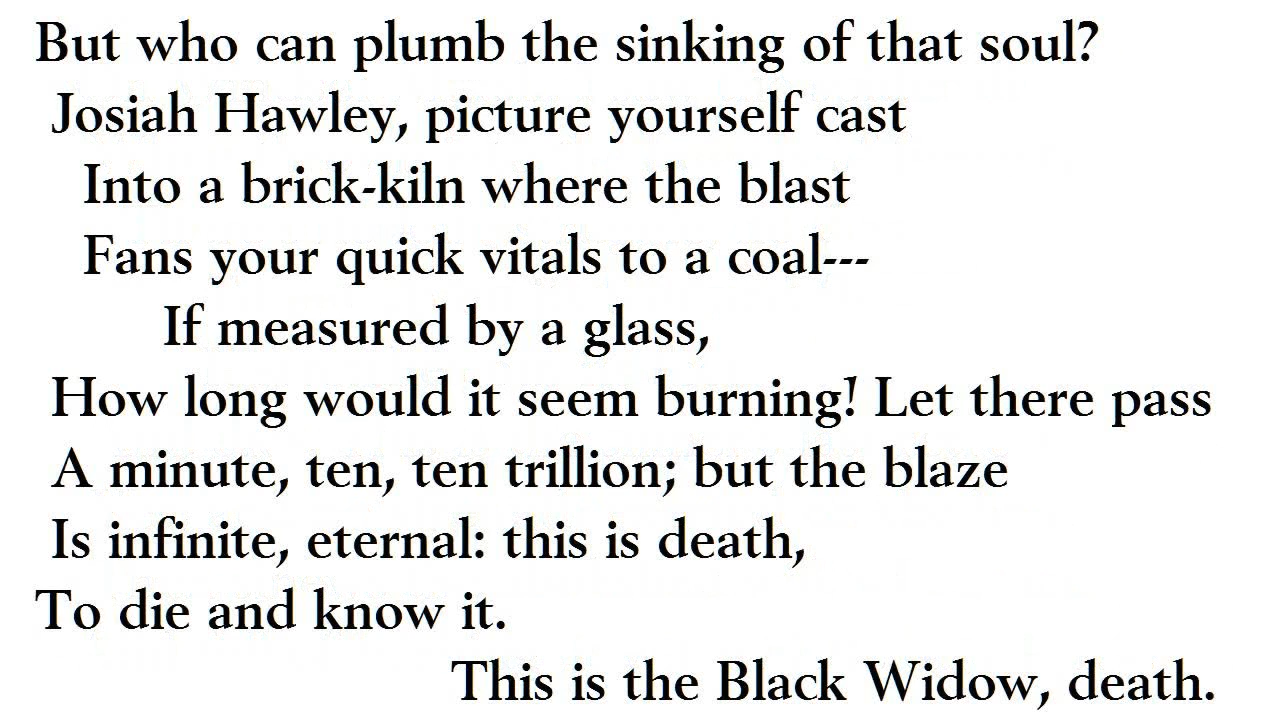 But who can plumb the sinking of that soul?
Josiah Hawley, picture yourself cast
Into a brick-kiln where the blast
Fans your quick vitals to a coal---
If measured by a glass,
How long would it seem burning! Let there pass
A minute, ten, ten trillion; but the blaze
Is infinite, eternal: this is death,
To die and know it.
This is the Black Widow, death.